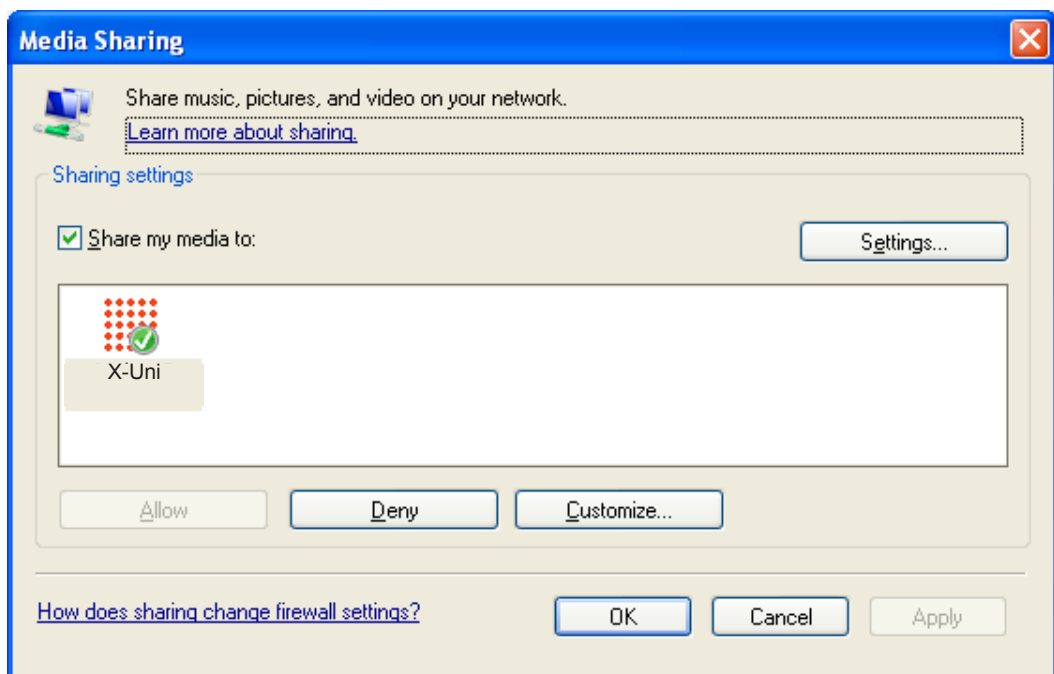 Media Sharing
Share music, pictures, and video on your network.
Learn more about sharing.
Sharing settings
Share my media to:
Settings...
X-Uni
Allow
Deny
Customize...
How does sharing change firewall settings?
OK
Cancel
Apply